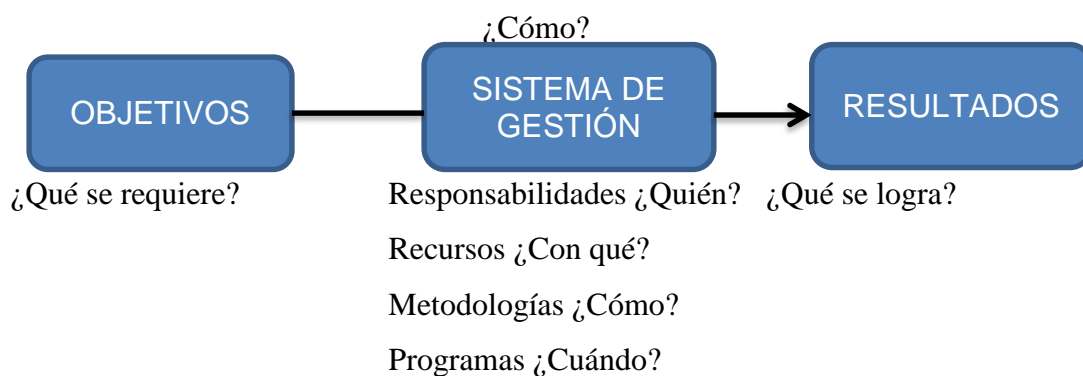 ¿Cómo?
OBJETIVOS
SISTEMA DE
GESTIÓN
RESULTADOS
¿Qué se requiere?
Responsabilidades ¿Quién?
¿Qué se logra?
Recursos ¿Con qué?
Metodologías ¿Cómo?
Programas ¿Cuándo?